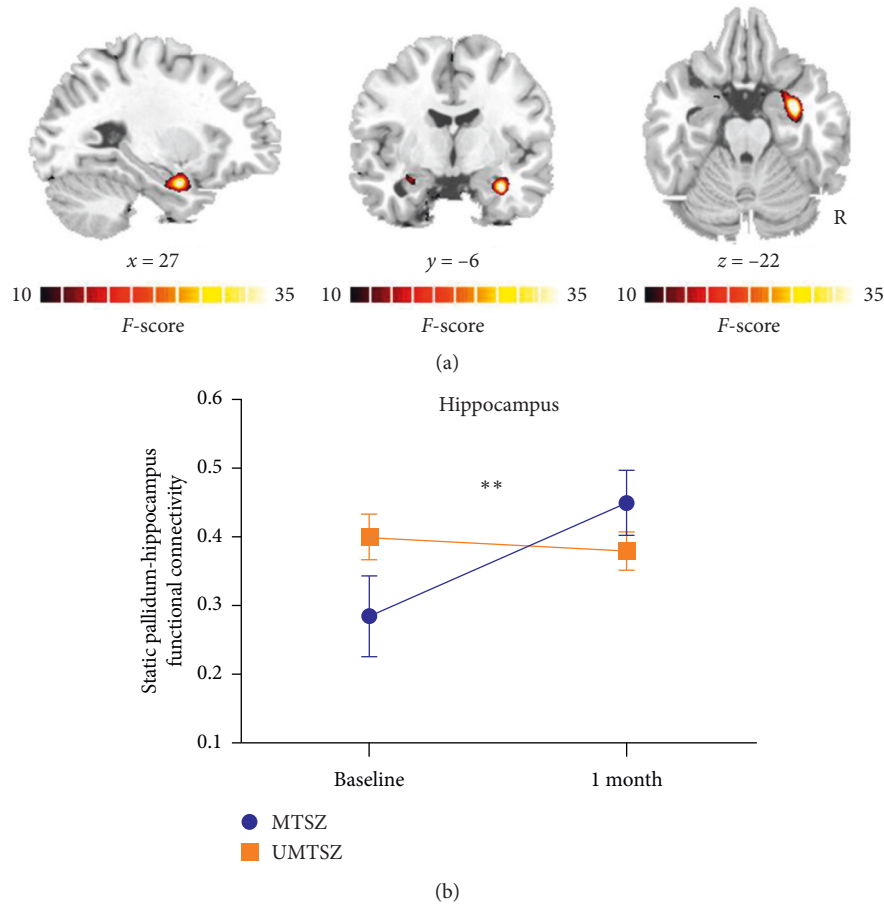 R
x = 27
y = –6
z = –22
10 35
10 35
10 35
F-score
F-score
F-score
(a)
Hippocampus
Static pallidum-hippocampus
functional connectivity
0.6
0.5
0.4
0.3
0.2
0.1
**
Baseline
1 month
MTSZ
UMTSZ
(b)